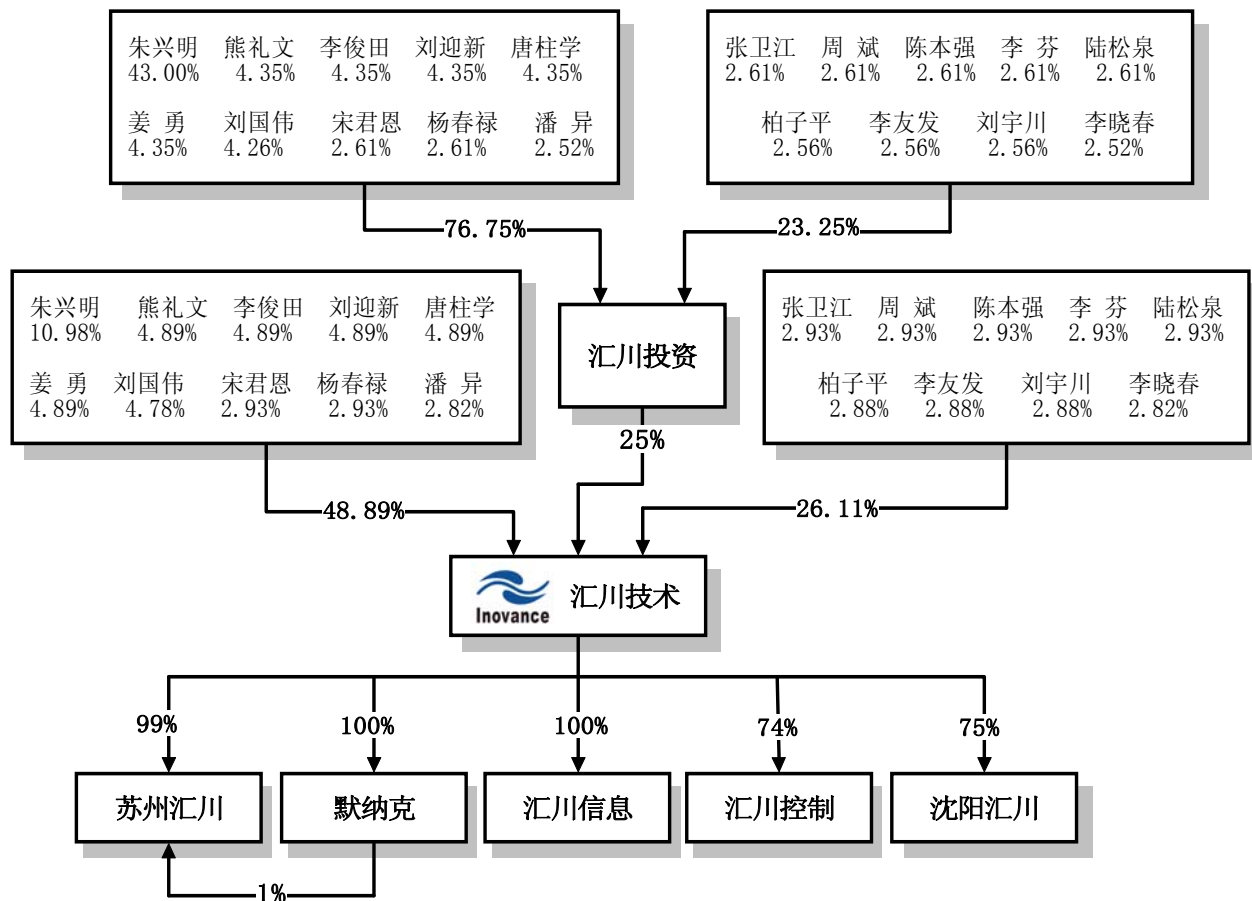 朱兴明 熊礼文 李俊田 刘迎新 唐柱学
43.00% 4.35% 4.35% 4.35% 4.35%
姜 勇 刘国伟 宋君恩 杨春禄 潘 异
4.35% 4.26% 2.61% 2.61% 2.52%
张卫江 周 斌 陈本强 李 芬 陆松泉
2.61% 2.61% 2.61% 2.61% 2.61%
柏子平 李友发 刘宇川 李晓春
2.56% 2.56% 2.56% 2.52%
76.75%
23.25%
朱兴明 熊礼文 李俊田 刘迎新 唐柱学
10.98% 4.89% 4.89% 4.89% 4.89%
姜 勇 刘国伟 宋君恩 杨春禄 潘 异
4.89% 4.78% 2.93% 2.93% 2.82%
汇川投资
张卫江 周 斌 陈本强 李 芬 陆松泉
2.93% 2.93% 2.93% 2.93% 2.93%
柏子平 李友发 刘宇川 李晓春
2.88% 2.88% 2.88% 2.82%
25%
48.89%
26.11%
Inovance 汇川技术
99% 100% 100% 74% 75%
苏州汇川 默纳克 汇川信息 汇川控制 沈阳汇川
1%